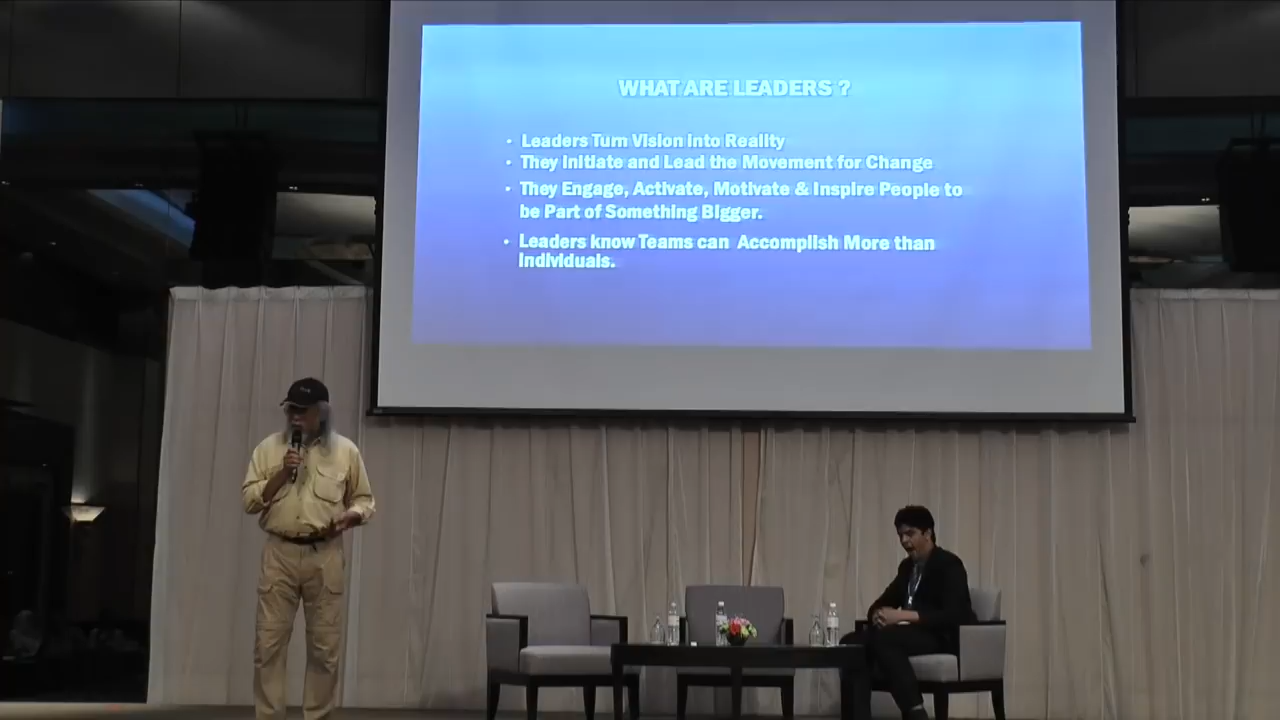 WHAT ARE LEADERS ?
• Leaders Turn Vision into Reality
• They Initiate and Lead the Movement for Change
• They Engage, Activate, Motivate & Inspire People to
be Part of Something Bigger.
• Leaders know Teams can Accomplish More than
Individuals.